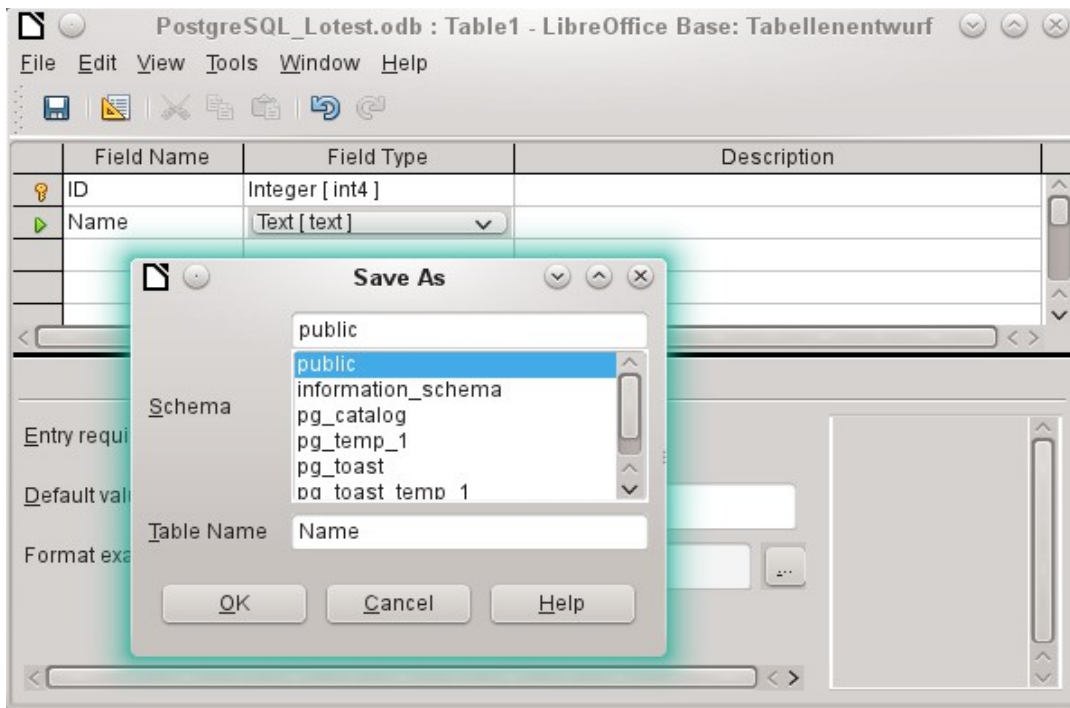 PostgreSQL_Lotest.odb : Table1 - LibreOffice Base: Tabellenentwurf
File Edit View Tools Window Help
Field Name Field Type Description
ID Integer [ int4 ]
Name Text [ text ]
Save As
public
public
information_schema
Schema
pg_catalog
pg_temp_1
pg_toast
pg_toast_temp_1
Entry requi
Default val
Table Name Name
Format exa
...
OK Cancel Help